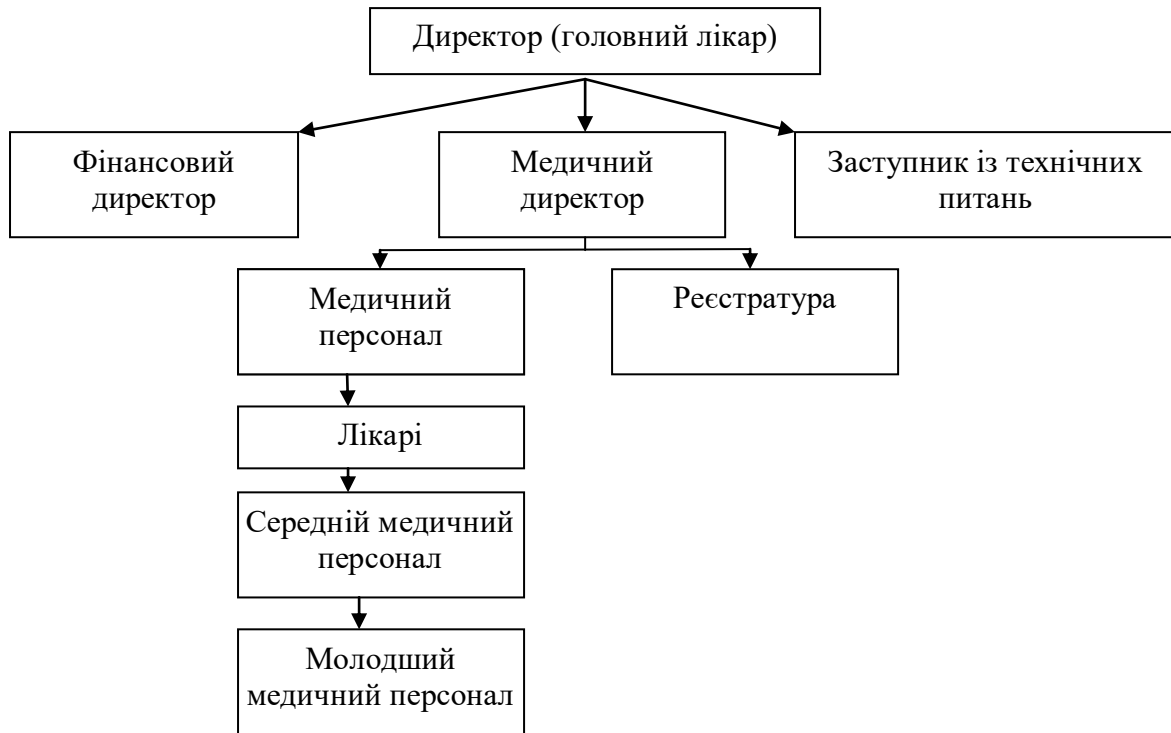 Директор (головний лікар)
Фінансовий
директор
Медичний
директор
Заступник із технічних
питань
Медичний
персонал
Реєстратура
Лікарі
Середній медичний
персонал
Молодший
медичний персонал